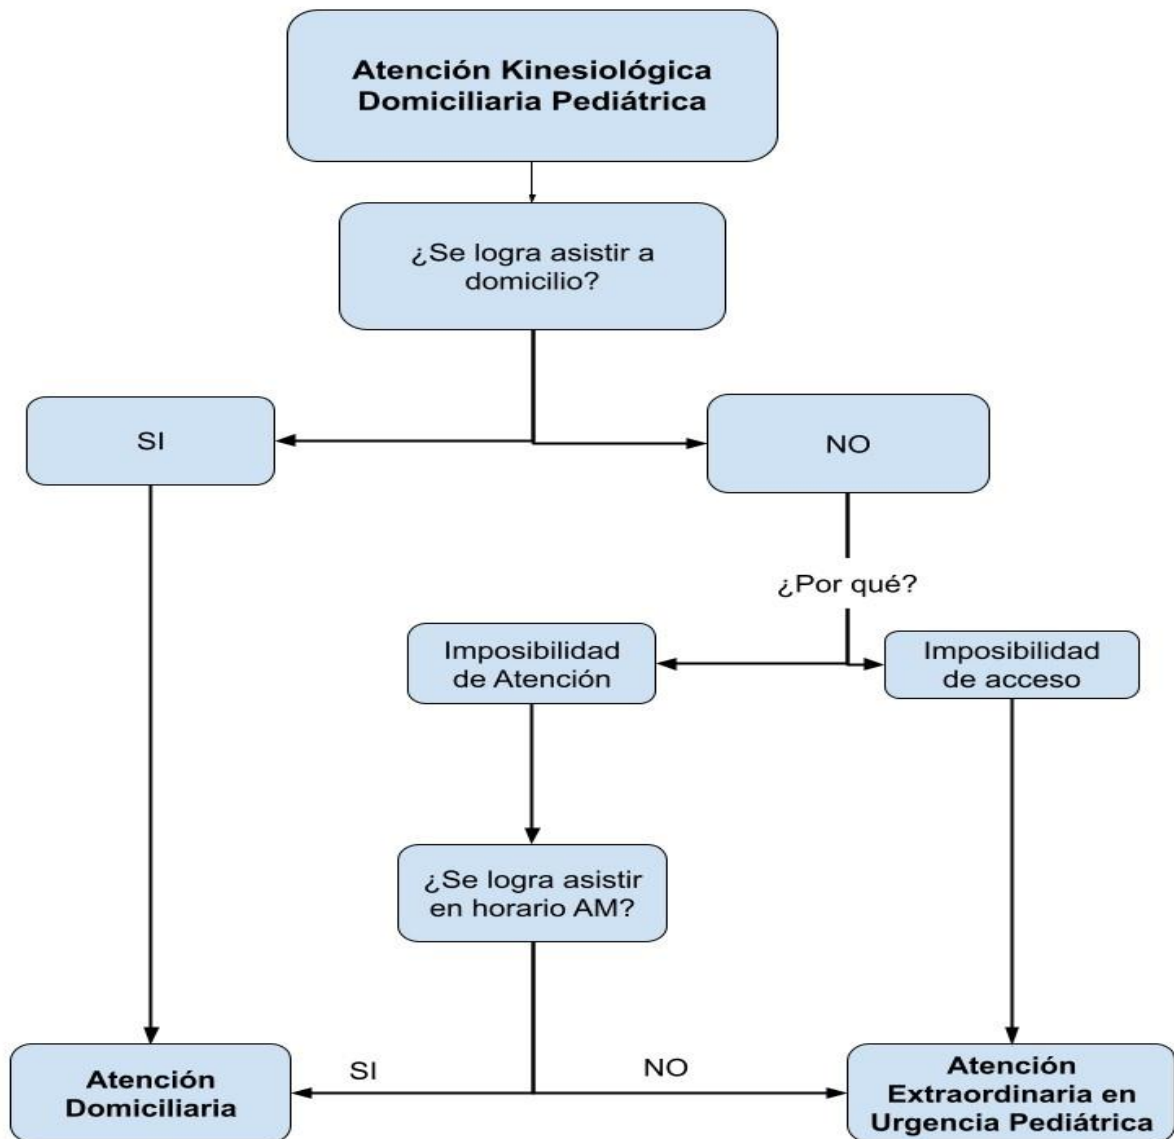 Atención Kinesiológica
Domiciliaria Pediátrica
¿Se logra asistir a
domicilio?
SI
NO
¿Por qué?
Imposibilidad
de Atención
Imposibilidad
de acceso
¿Se logra asistir
en horario AM?
SI
NO
Atención
Domiciliaria
Atención
Extraordinaria en
Urgencia Pediátrica